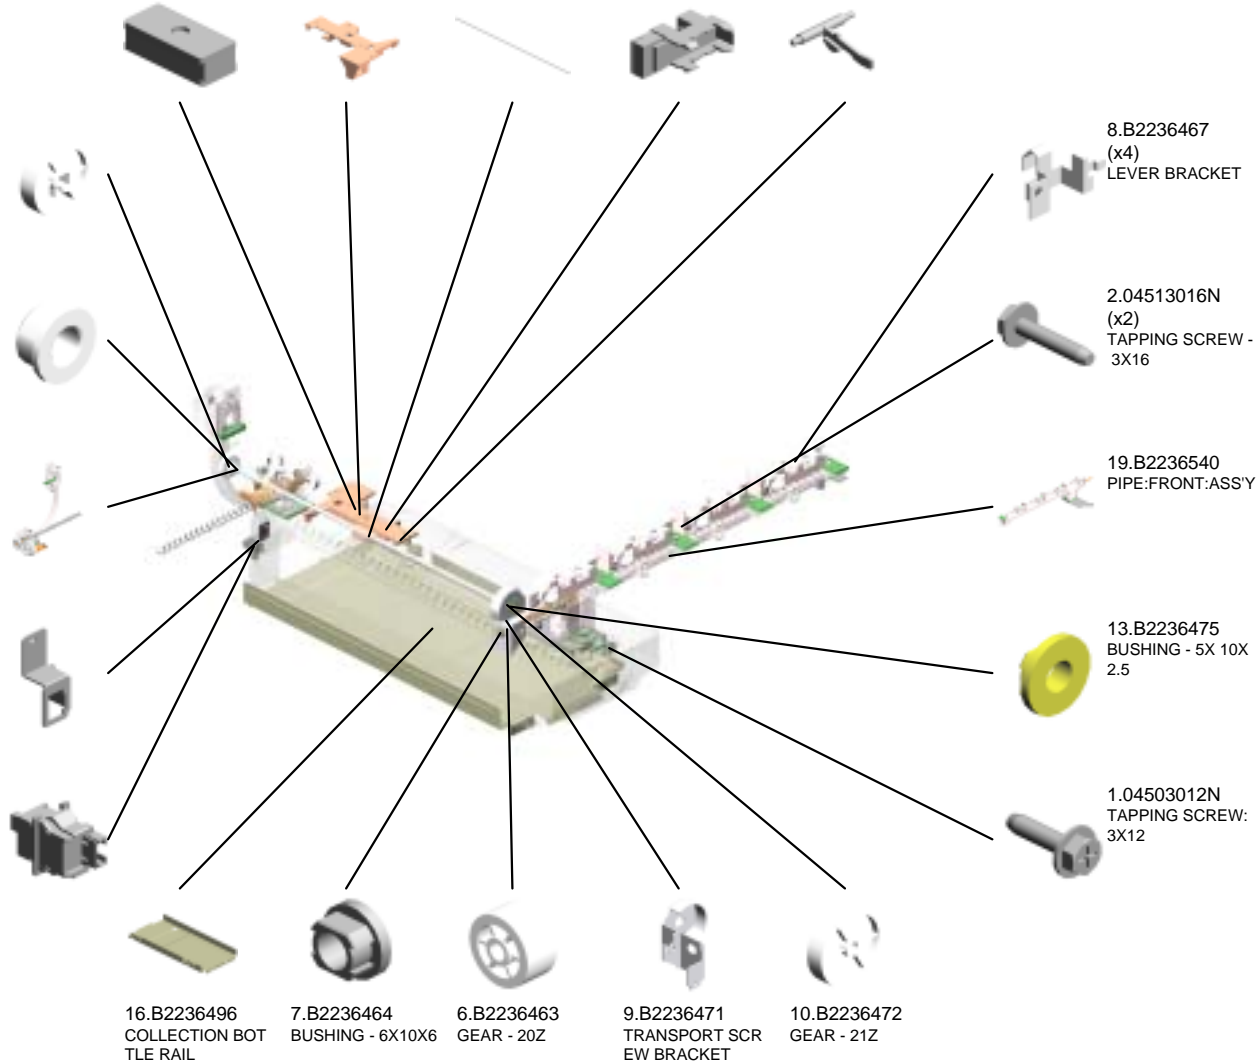 8.B2236467
(x4)
LEVER BRACKET
2.04513016N
(x2)
TAPPING SCREW -
3X16
19.B2236540
PIPE:FRONT:ASS'Y
13.B2236475
BUSHING - 5X 10X
2.5
1.04503012N
TAPPING SCREW:
3X12
16.B2236496
COLLECTION BOT
TLE RAIL
7.B2236464
BUSHING - 6X10X6
6.B2236463
GEAR - 20Z
9.B2236471
TRANSPORT SCR
EW BRACKET
10.B2236472
GEAR - 21Z